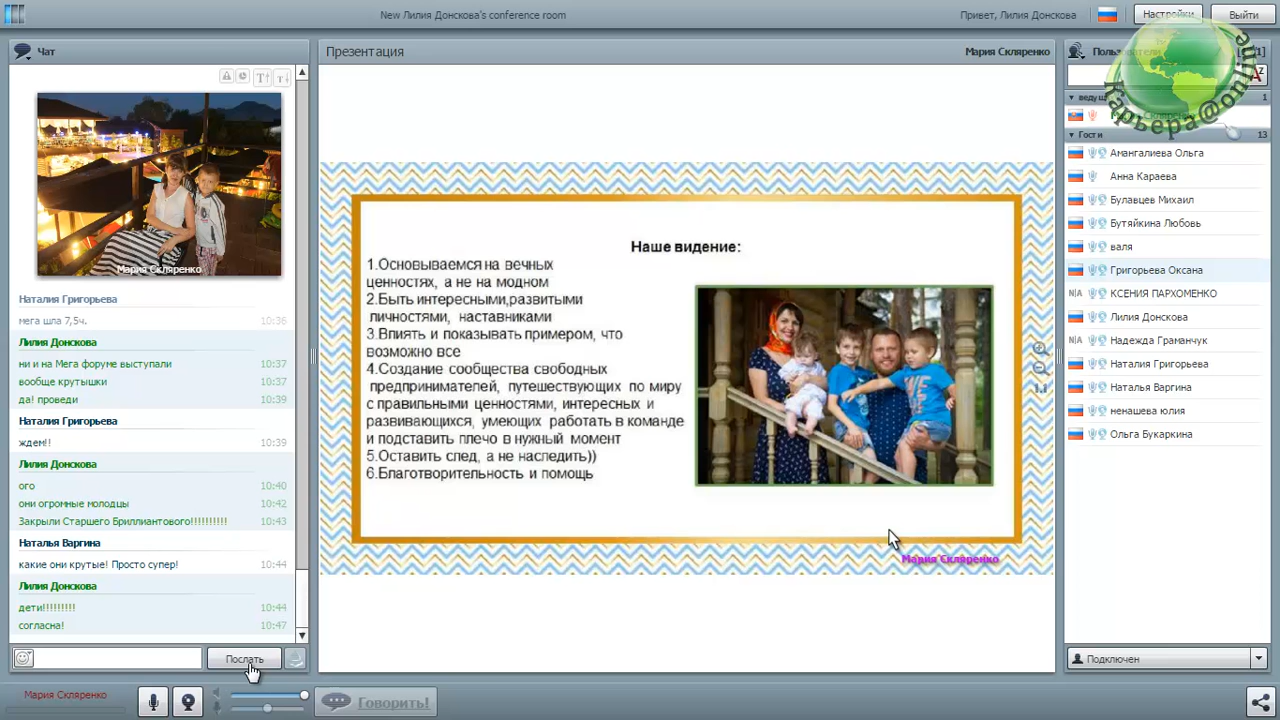 New Лилия Донскова's conference room
Привет, Лилия Донскова
Настройки
Выйти
Чат
Мария Скляренко
Наталия Григорьева
мега шла 7,5ч. 10:36
Лилия Донскова
ни и на Мега форуме выступали 10:37
вообще крутышки 10:37
да! проведи 10:39
Наталия Григорьева
ждем!! 10:39
Лилия Донскова
ого 10:40
они огромные молодцы 10:42
Закрыли Старшего Бриллиантового!!!!!!!!!! 10:43
Наталья Варгина
какие они крутые! Просто супер! 10:44
Лилия Донскова
дети!!!!!!!!! 10:44
согласна! 10:47
Послать
Мария Скляренко
Говорить!
Презентация
Мария Скляренко
Наше видение:
1.Основываемся на вечных
ценностях, а не на модном
2.Быть интересными,развитыми
личностями, наставниками
3.Влиять и показывать примером, что
возможно все
4.Создание сообщества свободных
предпринимателей, путешествующих по миру
с правильными ценностями, интересных и
развивающихся, умеющих работать в команде
и подставить плечо в нужный момент
5.Оставить след, а не наследить))
6.Благотворительность и помощь
Мария Скляренко
1:1
Карьера@online
Гости 13
Амангалиева Ольга
Анна Караева
Булавцев Михаил
Бутяйкина Любовь
валя
Григорьева Оксана
N/A КСЕНИЯ ПАРХОМЕНКО
Лилия Донскова
N/A Надежда Граманчук
Наталия Григорьева
Наталья Варгина
ненашева юлия
Ольга Букаркина
Подключен